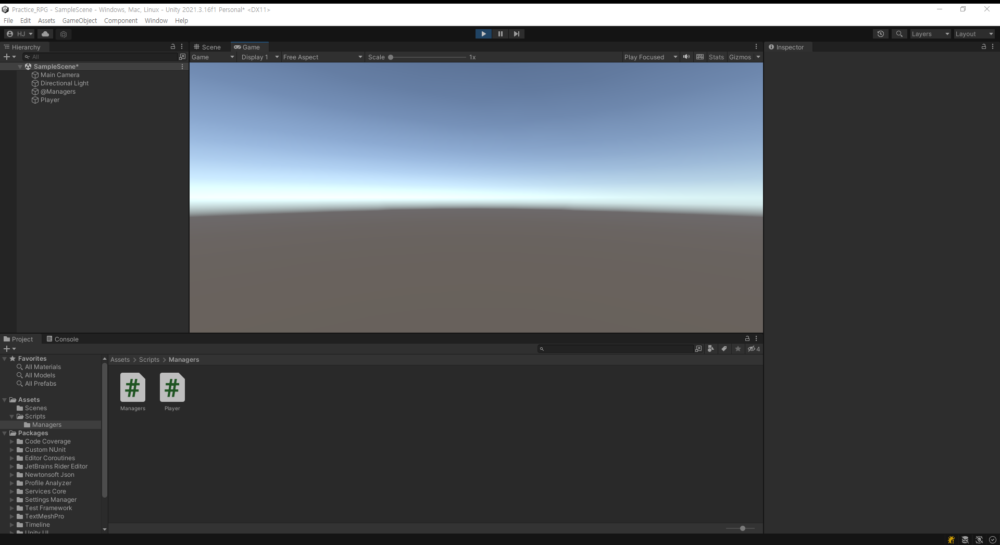 Practice_RPG - SampleScene - Windows, Mac, Linux - Unity 2021.3.16f1 Personal* <DX11>
File Edit Assets GameObject Component Window Help
HJ
Layers Layout
Hierarchy
All
SampleScene*
Main Camera
Directional Light
@Managers
Player
Scene Game
Game Display 1 Free Aspect Scale 1x Play Focused Stats Gizmos
Inspector
Project Console
4
Favorites
All Materials
All Models
All Prefabs
Assets
Scenes
Scripts
Managers
Packages
Code Coverage
Custom NUnit
Editor Coroutines
JetBrains Rider Editor
Newtonsoft Json
Profile Analyzer
Services Core
Settings Manager
Test Framework
TextMeshPro
Timeline
Unity UI
Assets > Scripts > Managers
# #
Managers Player